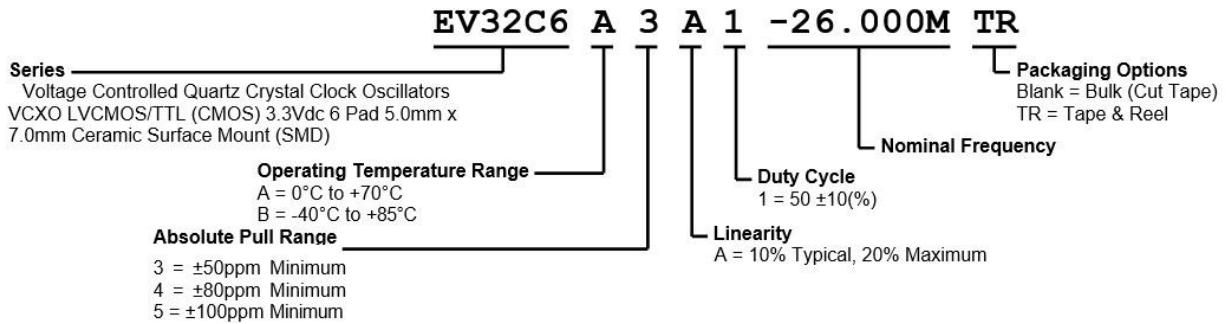 EV32C6 A 3 A 1 -26.000M TR
Series
Voltage Controlled Quartz Crystal Clock Oscillators
VCXO LVCMOS/TTL (CMOS) 3.3Vdc 6 Pad 5.0mm x
7.0mm Ceramic Surface Mount (SMD)
Packaging Options
Blank = Bulk (Cut Tape)
TR = Tape & Reel
Nominal Frequency
Operating Temperature Range
A = 0°C to +70°C
B = -40°C to +85°C
Duty Cycle
1 = 50 ±10(%)
Absolute Pull Range
3 = ±50ppm Minimum
4 = ±80ppm Minimum
5 = ±100ppm Minimum
Linearity
A = 10% Typical, 20% Maximum